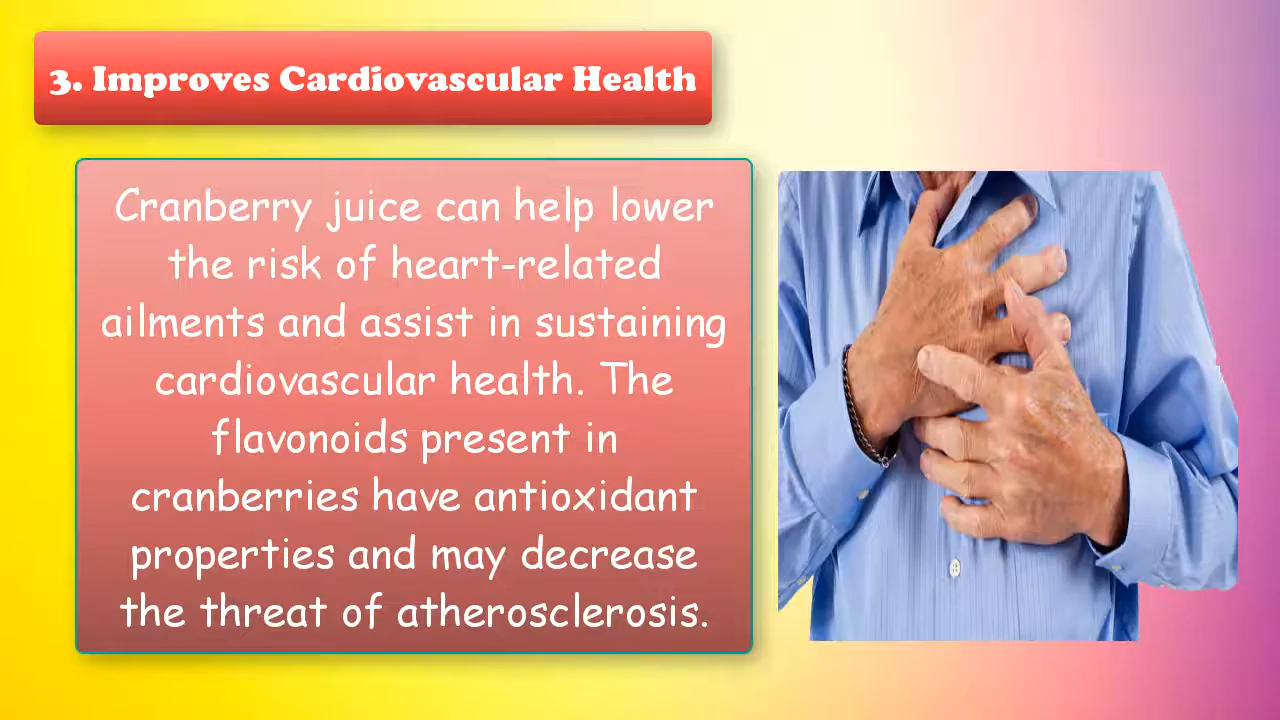 3. Improves Cardiovascular Health
Cranberry juice can help lower
the risk of heart-related
ailments and assist in sustaining
cardiovascular health. The
flavonoids present in
cranberries have antioxidant
properties and may decrease
the threat of atherosclerosis.